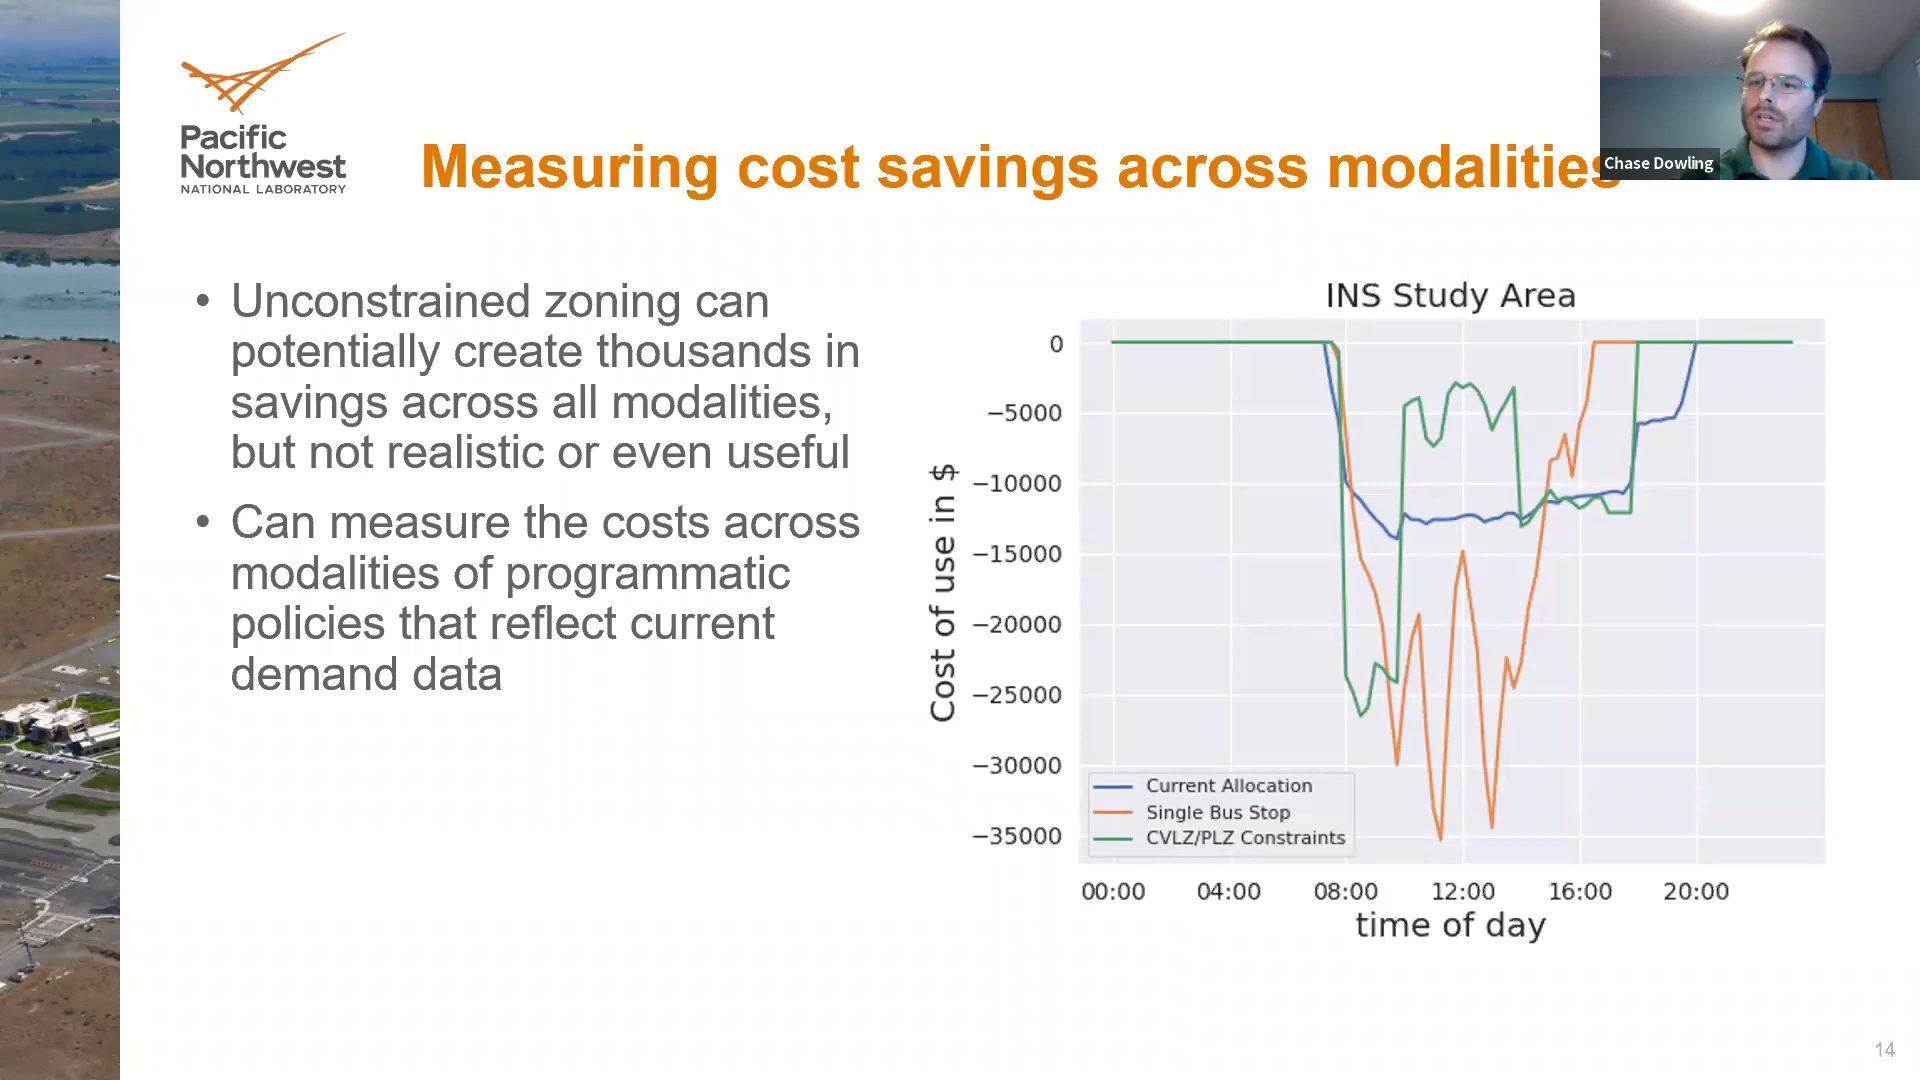 Pacific
Northwest
NATIONAL LABORATORY
Measuring cost savings across modalities
Chase Dowling
• Unconstrained zoning can
potentially create thousands in
savings across all modalities,
but not realistic or even useful
• Can measure the costs across
modalities of programmatic
policies that reflect current
demand data
INS Study Area
Cost of use in $
0
−5000
−10000
−15000
−20000
−25000
−30000
−35000
Current Allocation
Single Bus Stop
CVLZ/PLZ Constraints
00:00 04:00 08:00 12:00 16:00 20:00
time of day
14